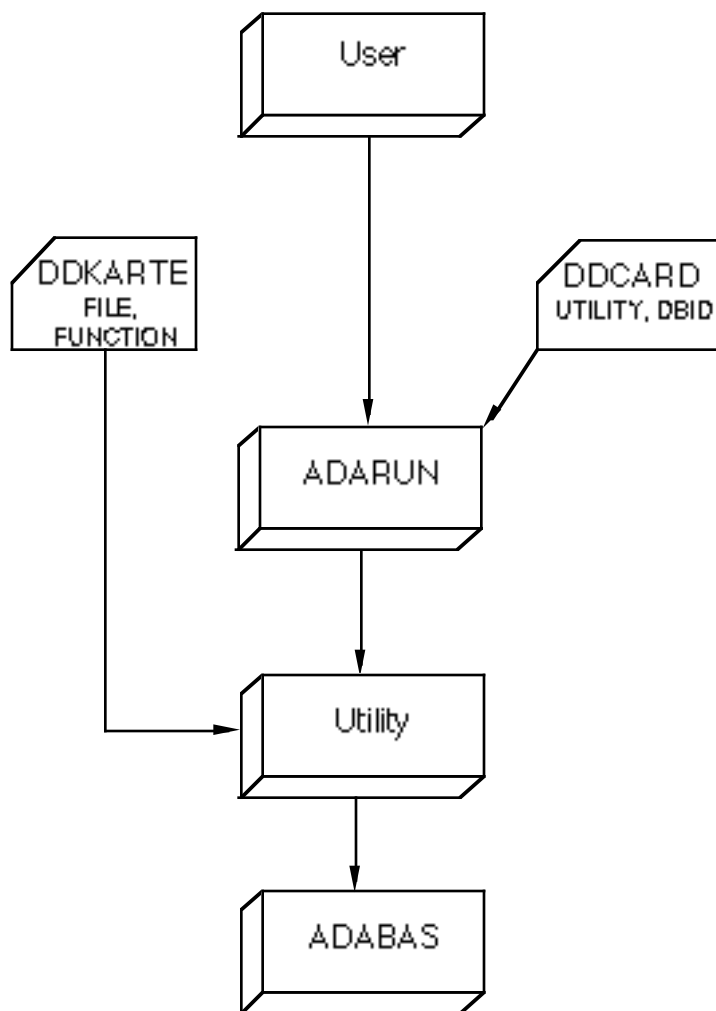 User
DDKARTE
FILE,
FUNCTION
DDCARD
UTILITY, DBID
ADARUN
Utility
ADABAS